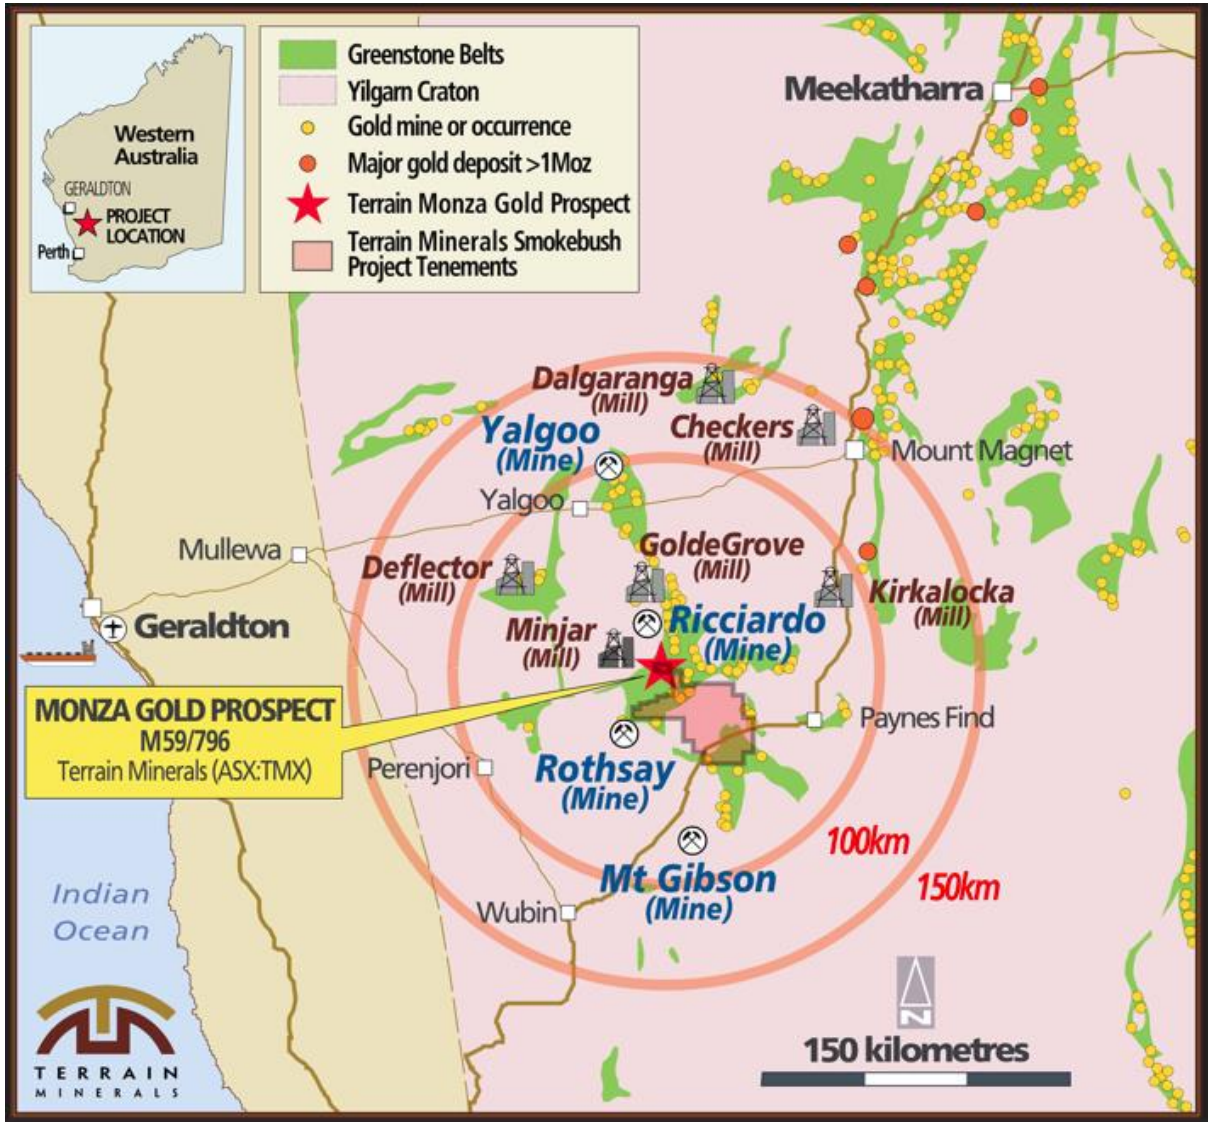 Western
Australia
GERALDTON
PROJECT
LOCATION
Perth
Greenstone Belts
Yilgarn Craton
Gold mine or occurrence
Major gold deposit >1Moz
Terrain Monza Gold Prospect
Terrain Minerals Smokebush
Project Tenements
Meekatharra
Dalgaranga
(Mill)
Checkers
(Mill)
Yalgoo
(Mine)
Mount Magnet
Yalgoo
Mullewa
GoldeGrove
(Mill)
Deflector
(Mill)
Kirkalocka
(Mill)
Geraldton
Minjar
(Mill)
Ricciardo
(Mine)
MONZA GOLD PROSPECT
M59/796
Terrain Minerals (ASX:TMX)
Paynes Find
Perenjori
Rothsay
(Mine)
100km
150km
Mt Gibson
(Mine)
Wubin
Indian
Ocean
N
150 kilometres
TERRAIN
MINERALS